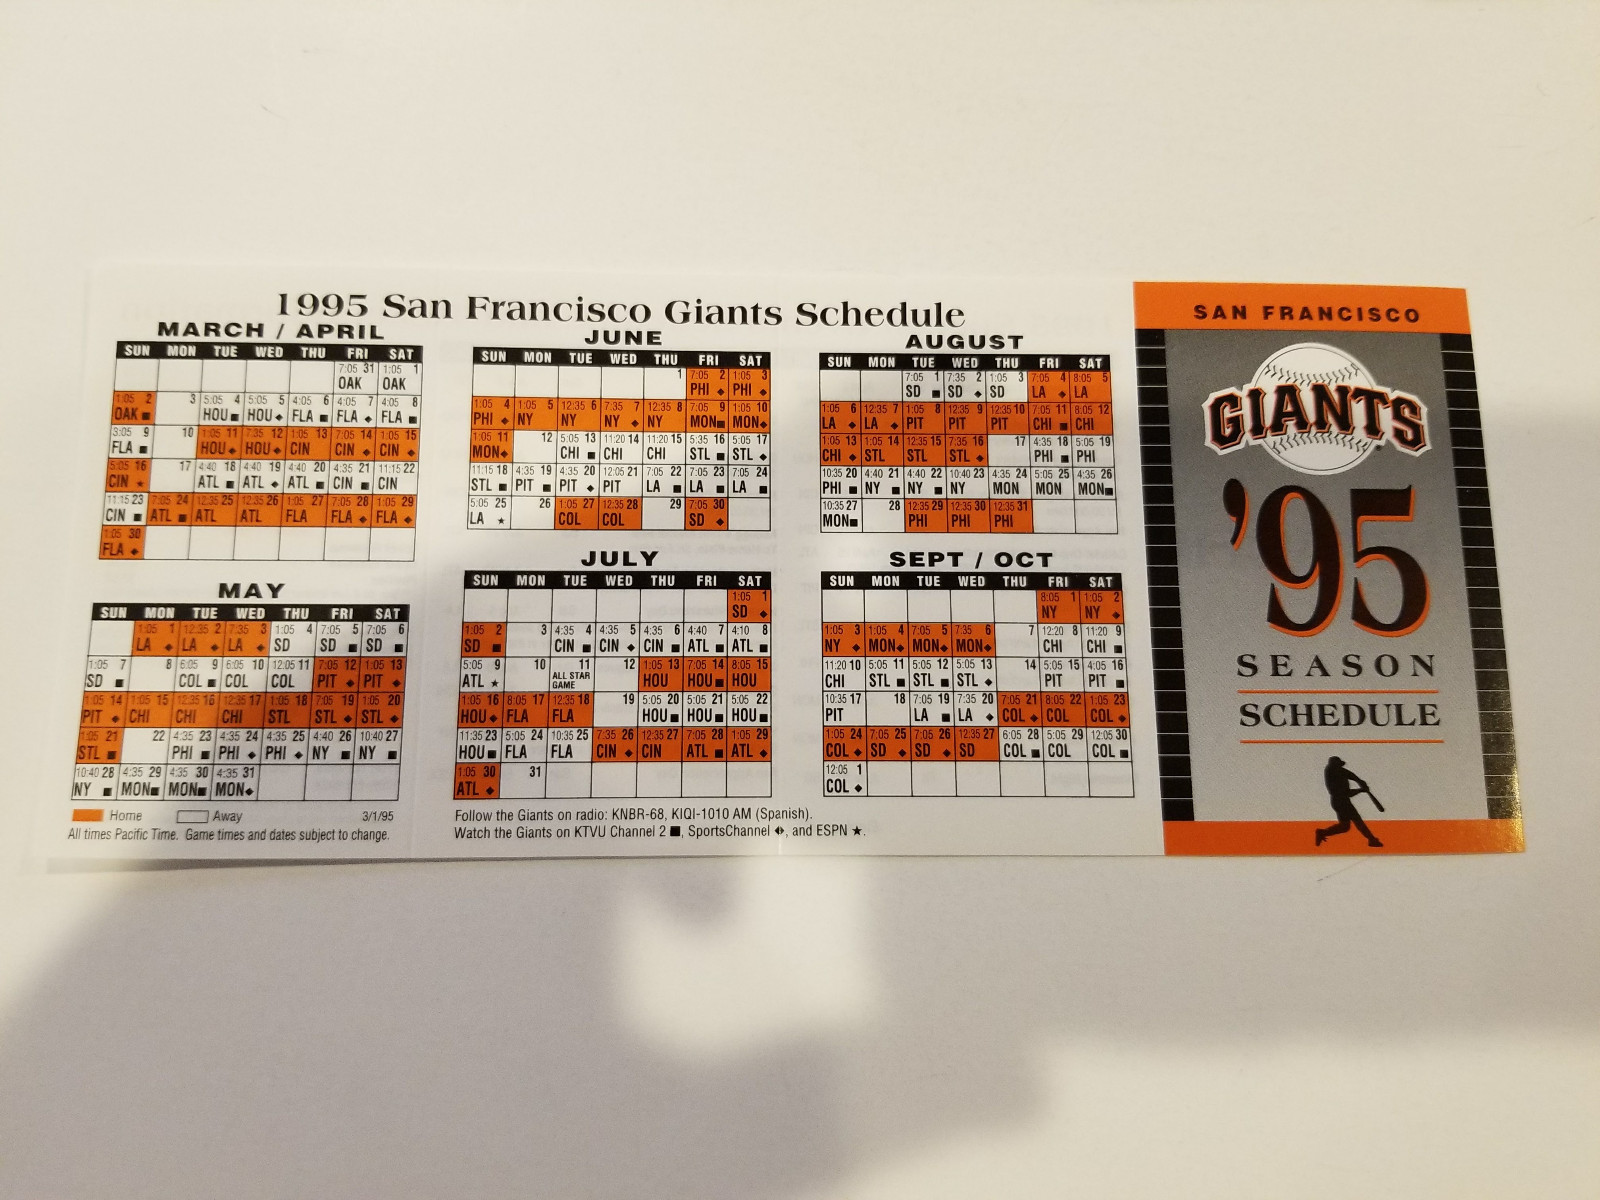 1995 San Francisco Giants Schedule
MARCH / APRIL
SUN MON TUE WED THU FRI SAT
7:05 31 1:05 1
OAK OAK
1:05 2 3 5:05 4 5:05 5 4:05 6 4:05 7 4:05 8
OAK ■ HOU ■ HOU ◆ FLA ■ FLA ◆ FLA ■
3:05 9 10 1:05 11 7:35 12 1:05 13 7:05 14 1:05 15
FLA ■ HOU ◆ HOU ◆ CIN CIN ◆ CIN ◆
5:05 16 17 4:40 18 4:40 19 4:40 20 4:35 21 11:15 22
CIN ★ ATL ■ ATL ◆ ATL ■ CIN ■ CIN
11:15 23 7:05 24 12:35 25 12:35 26 1:05 27 7:05 28 1:05 29
CIN ■ ATL ■ ATL ATL FLA FLA ◆ FLA ◆
1:05 30
FLA ◆
MAY
SUN MON TUE WED THU FRI SAT
1:05 1 12:35 2 7:35 3 1:05 4 7:05 5 7:05 6
LA ◆ LA ◆ LA ◆ SD SD ■ SD ■
1:05 7 8 6:05 9 6:05 10 12:05 11 7:05 12 1:05 13
SD ■ COL ■ COL COL PIT ◆ PIT ◆
1:05 14 1:05 15 12:35 16 12:35 17 1:05 18 7:05 19 1:05 20
PIT ◆ CHI CHI CHI STL STL ◆ STL ◆
1:05 21 22 4:35 23 4:35 24 4:35 25 4:40 26 10:40 27
STL ■ PHI ■ PHI ◆ PHI ◆ NY ■ NY ■
10:40 28 4:35 29 4:35 30 4:35 31
NY ■ MON ■ MON ■ MON ◆
Home Away 3/1/95
All times Pacific Time. Game times and dates subject to change.
JUNE
SUN MON TUE WED THU FRI SAT
1 7:05 2 1:05 3
PHI ◆ PHI ◆
1:05 4 1:05 5 12:35 6 7:35 7 12:35 8 7:05 9 1:05 10
PHI ◆ NY NY NY ◆ NY MON ■ MON ◆
1:05 11 12 5:05 13 11:20 14 11:20 15 5:35 16 5:05 17
MON ◆ CHI ■ CHI CHI STL ■ STL ◆
11:15 18 4:35 19 4:35 20 12:05 21 7:05 22 7:05 23 7:05 24
STL ■ PIT ■ PIT ◆ PIT LA ■ LA ■ LA ■
5:05 25 26 1:05 27 12:35 28 29 7:05 30
LA ★ COL COL SD ◆
JULY
SUN MON TUE WED THU FRI SAT
1:05 1
SD ◆
1:05 2 3 4:35 4 4:35 5 4:35 6 4:40 7 4:10 8
SD ■ CIN ■ CIN ◆ CIN ■ ATL ■ ATL ■
5:05 9 10 11 12 1:05 13 7:05 14 8:05 15
ATL ★ ALL STAR GAME HOU HOU ■ HOU
1:05 16 8:05 17 12:35 18 19 5:05 20 5:05 21 5:05 22
HOU ◆ FLA FLA HOU ■ HOU ■ HOU ■
11:35 23 5:05 24 10:35 25 7:35 26 12:35 27 7:05 28 1:05 29
HOU ■ FLA FLA CIN ◆ CIN ATL ■ ATL ◆
1:05 30 31
ATL ◆
Follow the Giants on radio: KNBR-68, KIQI-1010 AM (Spanish).
Watch the Giants on KTVU Channel 2 ■, SportsChannel ◆, and ESPN ★.
AUGUST
SUN MON TUE WED THU FRI SAT
7:05 1 7:35 2 1:05 3 7:05 4 8:05 5
SD ■ SD ◆ SD LA ◆ LA
1:05 6 12:35 7 1:05 8 12:35 9 12:35 10 7:05 11 8:05 12
LA ◆ LA ◆ PIT PIT PIT CHI ■ CHI
1:05 13 1:05 14 12:35 15 7:35 16 17 4:35 18 5:05 19
CHI ◆ STL STL STL ◆ PHI ■ PHI
10:35 20 4:40 21 4:40 22 10:40 23 4:35 24 5:05 25 4:35 26
PHI ■ NY ■ NY ■ NY MON MON MON ■
10:35 27 28 12:35 29 12:35 30 12:35 31
MON ■ PHI PHI PHI
SEPT / OCT
SUN MON TUE WED THU FRI SAT
8:05 1 1:05 2
NY NY ◆
1:05 3 1:05 4 7:05 5 7:35 6 7 12:20 8 11:20 9
NY ◆ MON ◆ MON ◆ MON ◆ CHI CHI ■
11:20 10 5:05 11 5:05 12 5:05 13 14 5:05 15 4:05 16
CHI STL ■ STL ■ STL ◆ PIT PIT ■
10:35 17 18 7:05 19 7:35 20 7:05 21 8:05 22 1:05 23
PIT LA ■ LA ◆ COL ◆ COL COL ◆
1:05 24 7:05 25 7:05 26 12:35 27 6:05 28 5:05 29 12:05 30
COL ◆ SD ◆ SD ◆ SD COL ■ COL COL ■
12:05 1
COL ◆
SAN FRANCISCO
GIANTS
'95
SEASON
SCHEDULE